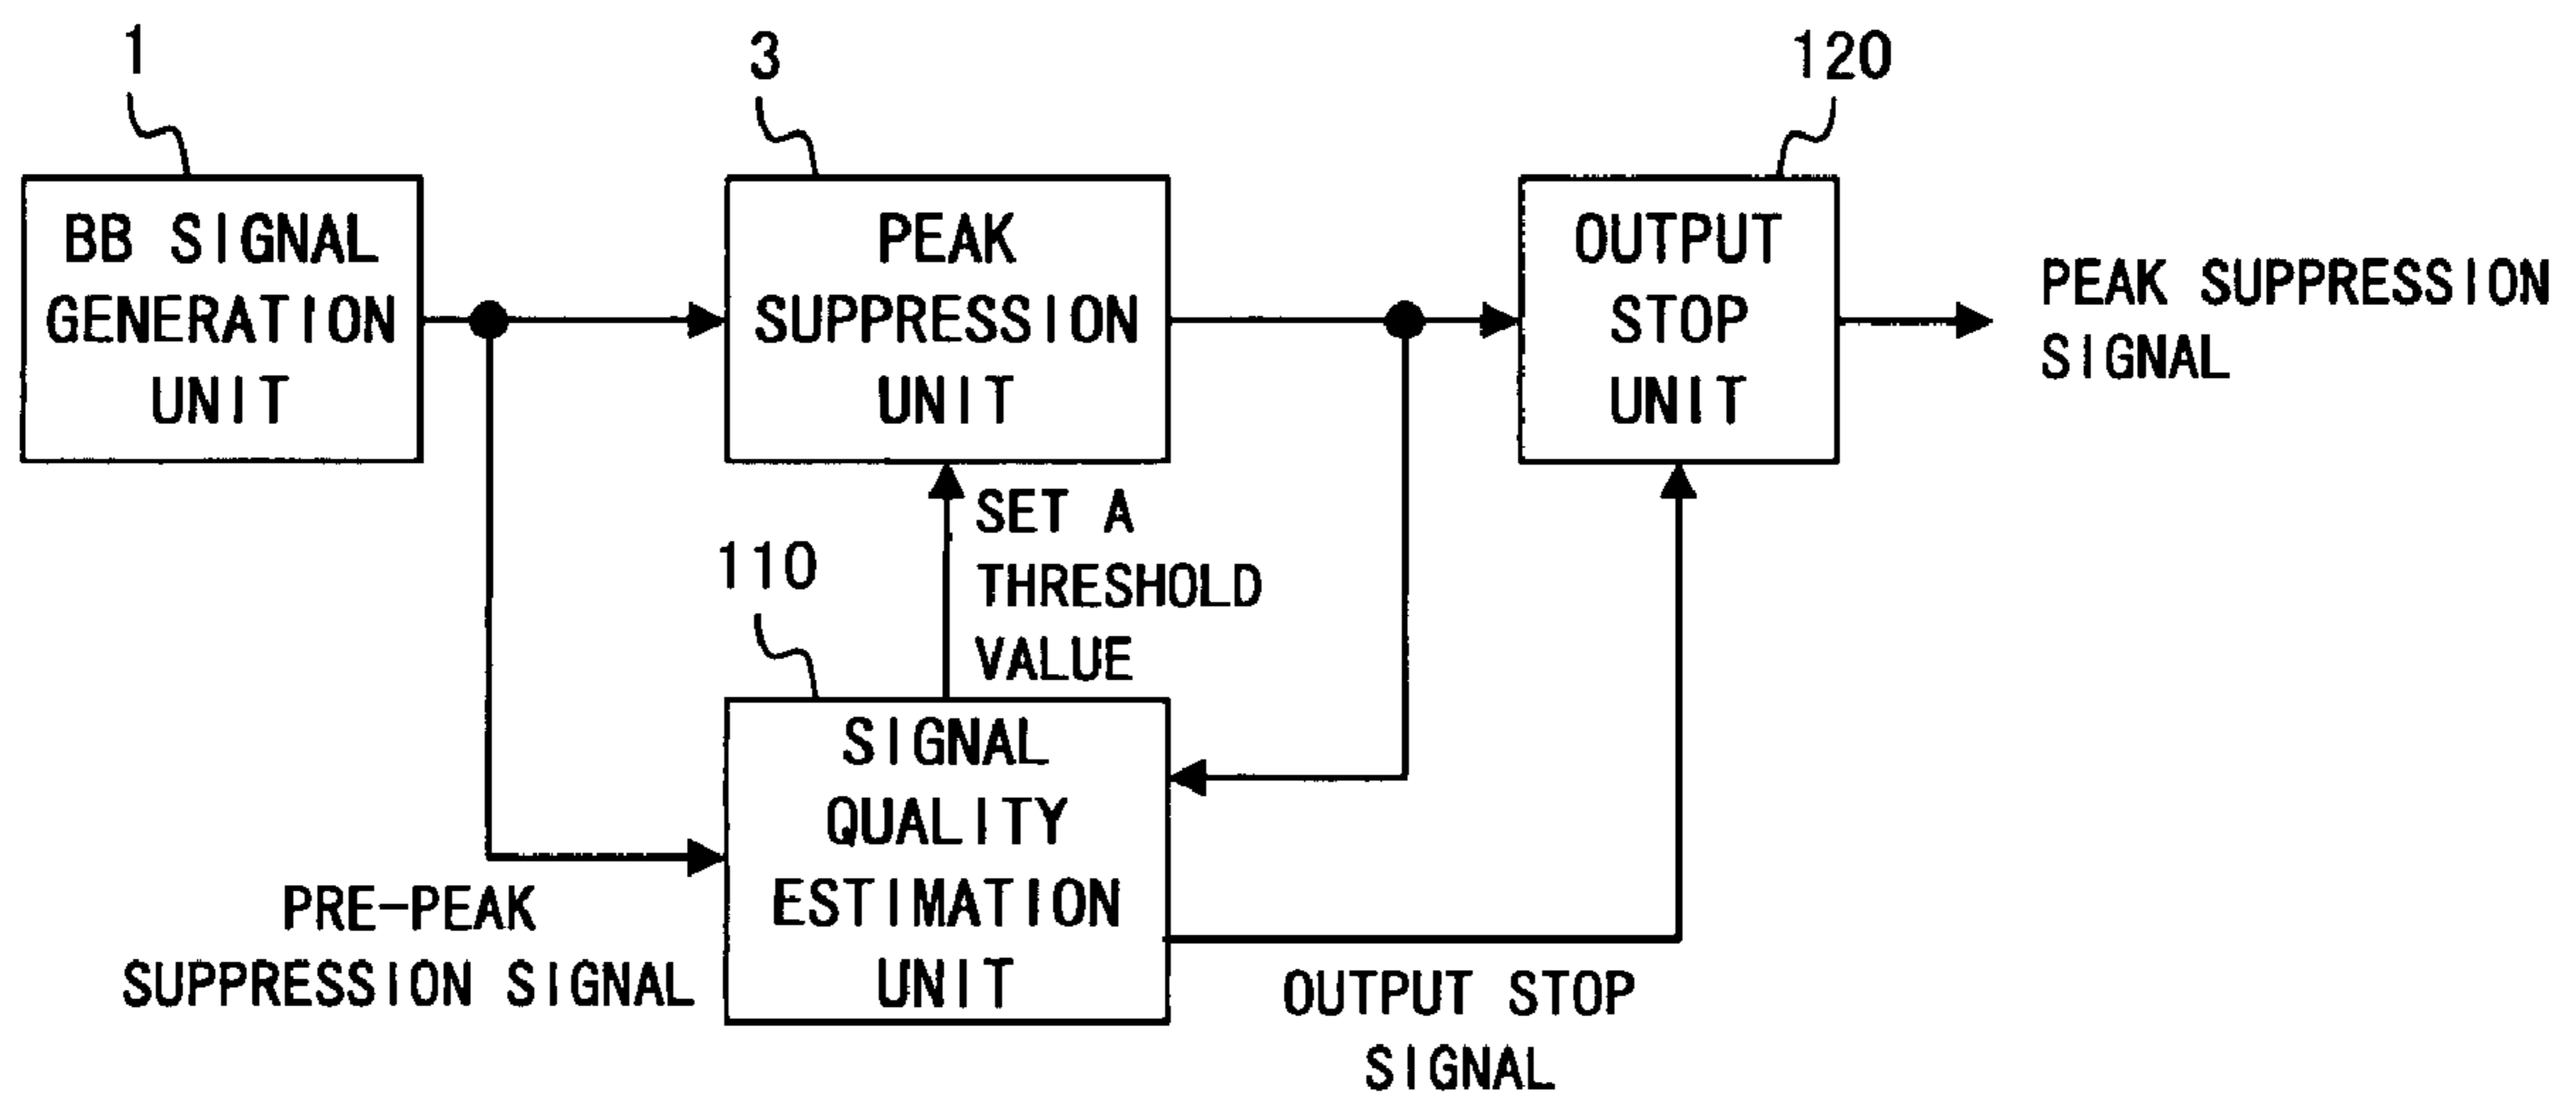 1
3
120
BB SIGNAL
GENERATION
UNIT
PEAK
SUPPRESSION
UNIT
OUTPUT
STOP
UNIT
PEAK SUPPRESSION
SIGNAL
SET A
THRESHOLD
VALUE
110
SIGNAL
QUALITY
ESTIMATION
UNIT
PRE-PEAK
SUPPRESSION SIGNAL
OUTPUT STOP
SIGNAL